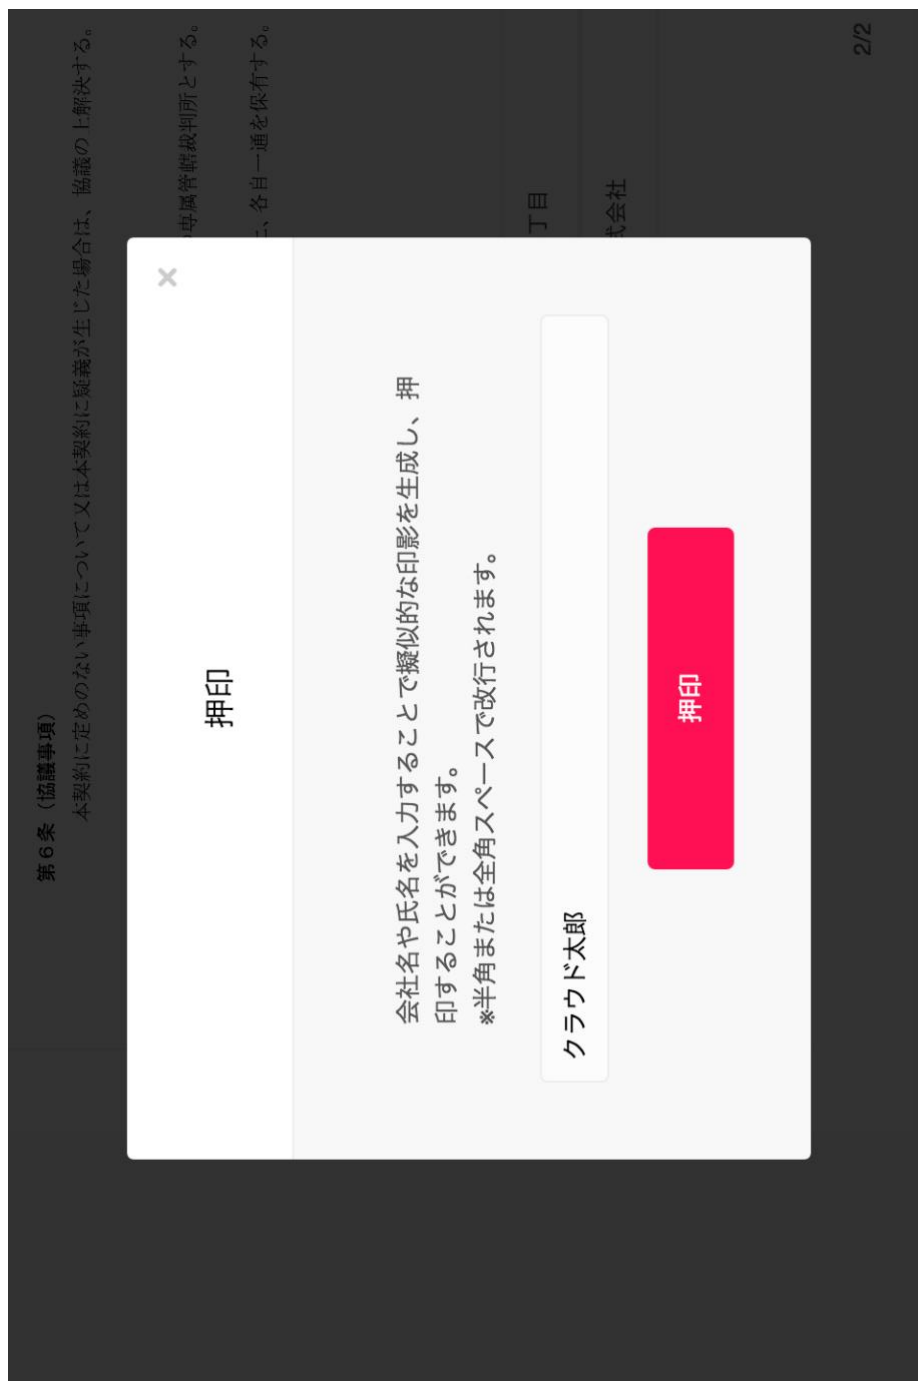 第6条（協議事項）
本契約に定めのない事項について又は本契約に疑義が生じた場合は、協議の上解決する。
専属管轄裁判所とする。
、各自一通を保有する。
丁目
式会社
2/2
×
押印
会社名や氏名を入力することで擬似的な印影を生成し、押
印することができます。
※半角または全角スペースで改行されます。
クラウド太郎
押印